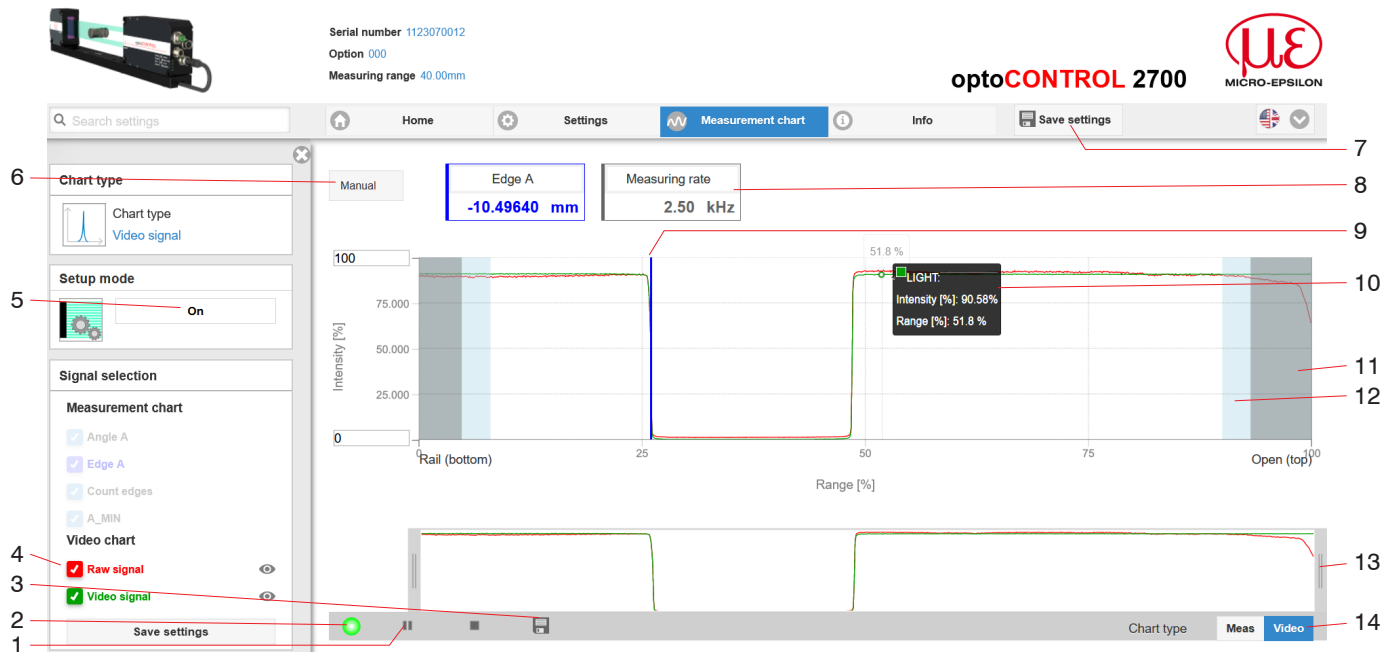 Serial number 1123070012
Option 000
Measuring range 40.00mm
optoCONTROL 2700
µε
MICRO-EPSILON
Search settings
Home
Settings
Measurement chart
Info
Save settings
7
6
Chart type
Chart type
Video signal
Manual
Edge A
-10.49640 mm
Measuring rate
2.50 kHz
8
9
Setup mode
5
On
100
75.000
50.000
25.000
0
Intensity [%]
51.8 %
LIGHT:
Intensity [%]: 90.58%
Range [%]: 51.8 %
10
11
12
0
25
50
75
100
Rail (bottom)
Open (top)
Range [%]
Signal selection
Measurement chart
Angle A
Edge A
Count edges
A_MIN
Video chart
4
Raw signal
3
Video signal
2
Save settings
1
13
Chart type
Meas
Video
14